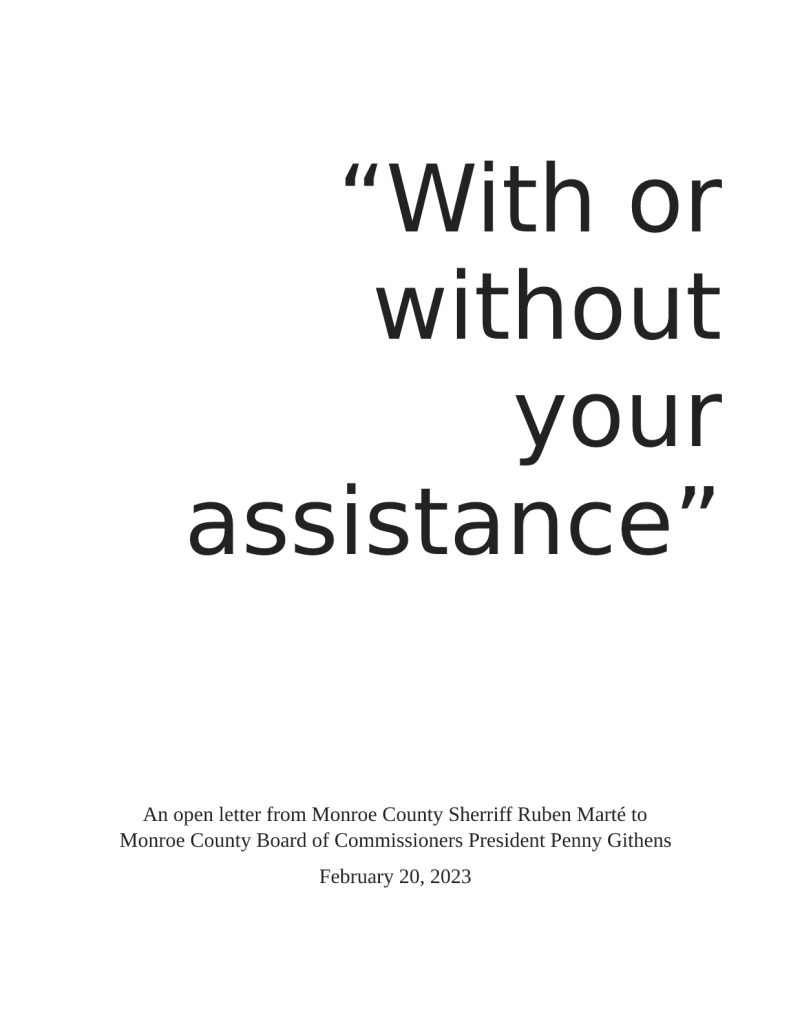 “With or
without
your
assistance”
An open letter from Monroe County Sherriff Ruben Marté to
Monroe County Board of Commissioners President Penny Githens
February 20, 2023